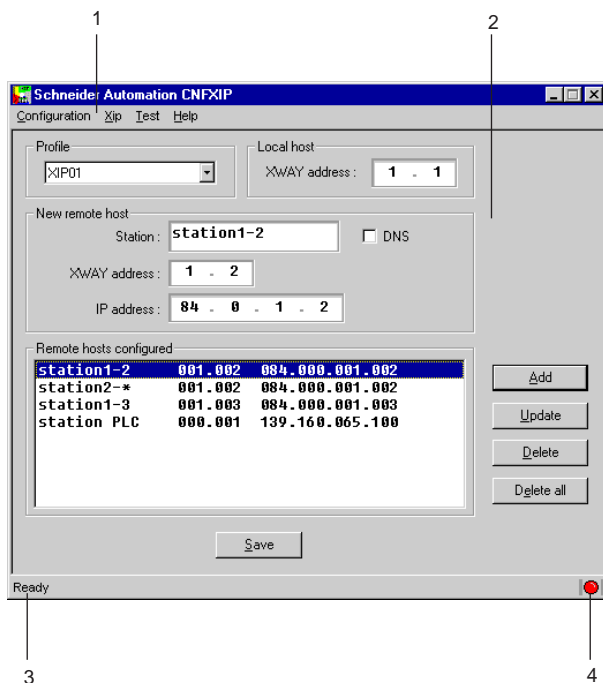 1
2
Schneider Automation CNFXIP
Configuration Xip Test Help
Profile
XIP01
Local host
XWAY address : 1 . 1
New remote host
Station : station1-2
DNS
XWAY address : 1 . 2
IP address : 84 . 0 . 1 . 2
Remote hosts configured
station1-2 001.002 084.000.001.002
station2-* 001.002 084.000.001.002
station1-3 001.003 084.000.001.003
station PLC 000.001 139.160.065.100
Add
Update
Delete
Delete all
Save
Ready
3
4